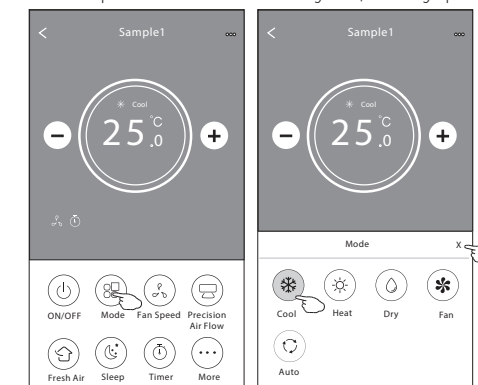 Sample1
Cool
25.0 °C
ON/OFF
Mode
Fan Speed
Precision
Air Flow
Fresh Air
Sleep
Timer
More
Sample1
Cool
25.0 °C
Mode
X
Cool
Heat
Dry
Fan
Auto